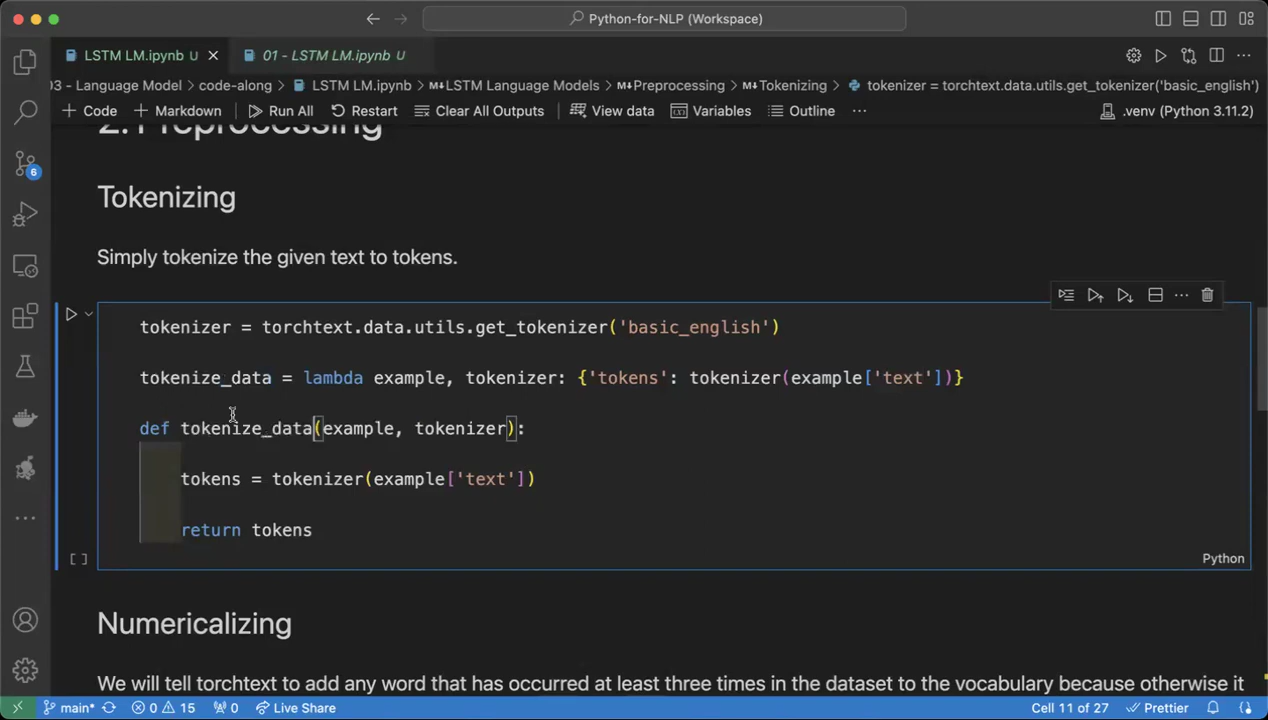 Python-for-NLP (Workspace)
LSTM LM.ipynb U
01 - LSTM LM.ipynb U
03 - Language Model > code-along > LSTM LM.ipynb > LSTM Language Models > Preprocessing > Tokenizing > tokenizer = torchtext.data.utils.get_tokenizer('basic_english')
Code Markdown Run All Restart Clear All Outputs View data Variables Outline ... .venv (Python 3.11.2)
2. Preprocessing
Tokenizing
Simply tokenize the given text to tokens.
tokenizer = torchtext.data.utils.get_tokenizer('basic_english')
tokenize_data = lambda example, tokenizer: {'tokens': tokenizer(example['text'])}
def tokenize_data(example, tokenizer):
tokens = tokenizer(example['text'])
return tokens
[ ]
Python
Numericalizing
We will tell torchtext to add any word that has occurred at least three times in the dataset to the vocabulary because otherwise it
6
main* 0 15 0 Live Share Cell 11 of 27 Prettier